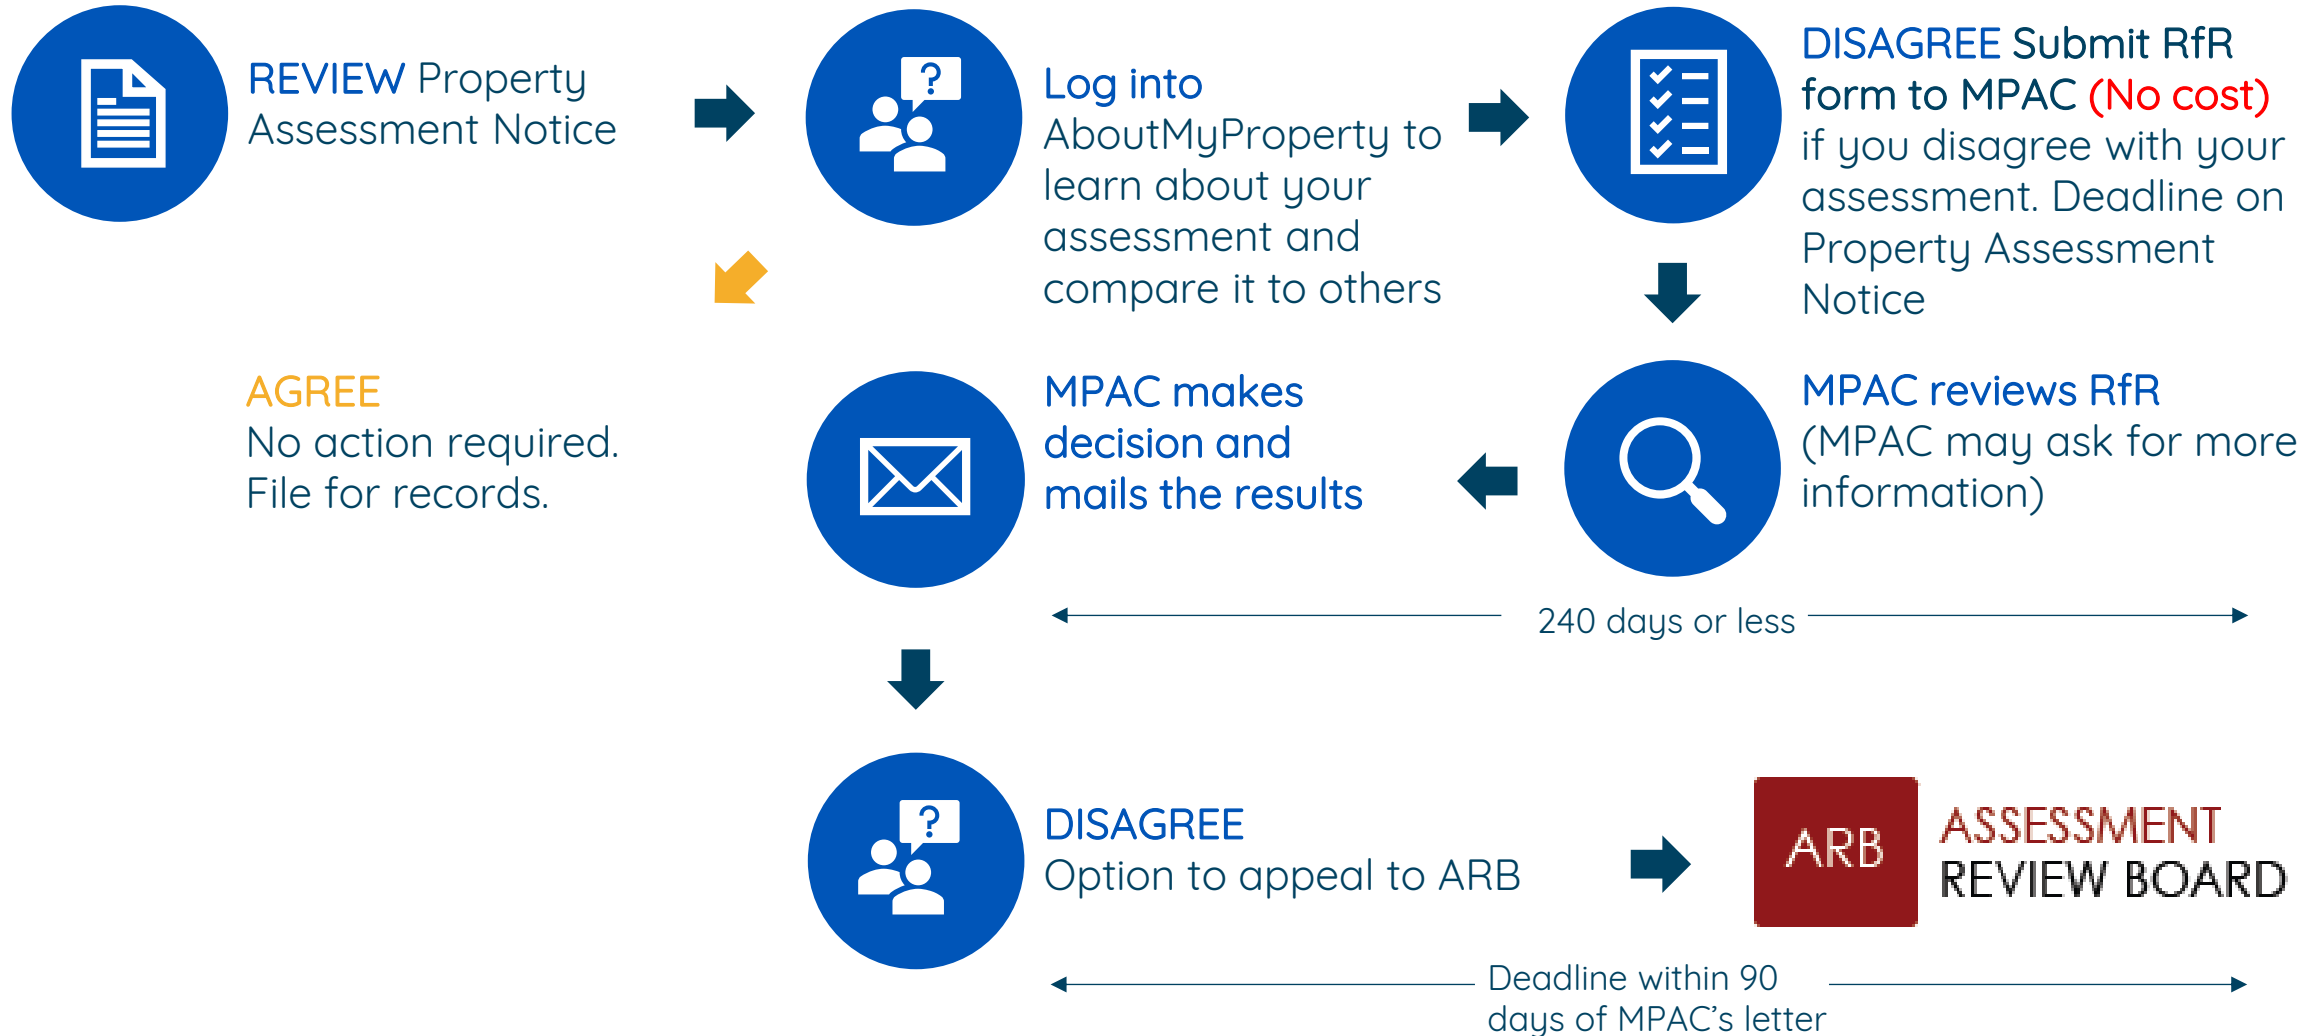 REVIEW Property
Assessment Notice
?
Log into
AboutMyProperty to
learn about your
assessment and
compare it to others
DISAGREE Submit RfR
form to MPAC (No cost)
if you disagree with your
assessment. Deadline on
Property Assessment
Notice
AGREE
No action required.
File for records.
MPAC makes
decision and
mails the results
MPAC reviews RfR
(MPAC may ask for more
information)
240 days or less
?
DISAGREE
Option to appeal to ARB
ARB
ASSESSMENT
REVIEW BOARD
Deadline within 90
days of MPAC’s letter